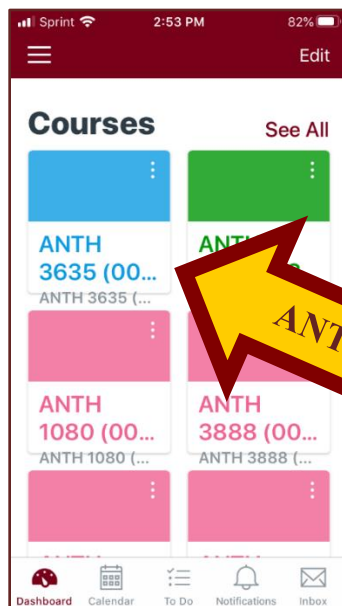 Sprint 2:53 PM 82%
Edit
Courses See All
ANTH
3635 (00...
ANTH 3635 (...
ANTH
ANTH
1080 (00...
ANTH 1080 (...
ANTH
3888 (00...
ANTH 3888 (...
Dashboard Calendar To Do Notifications Inbox